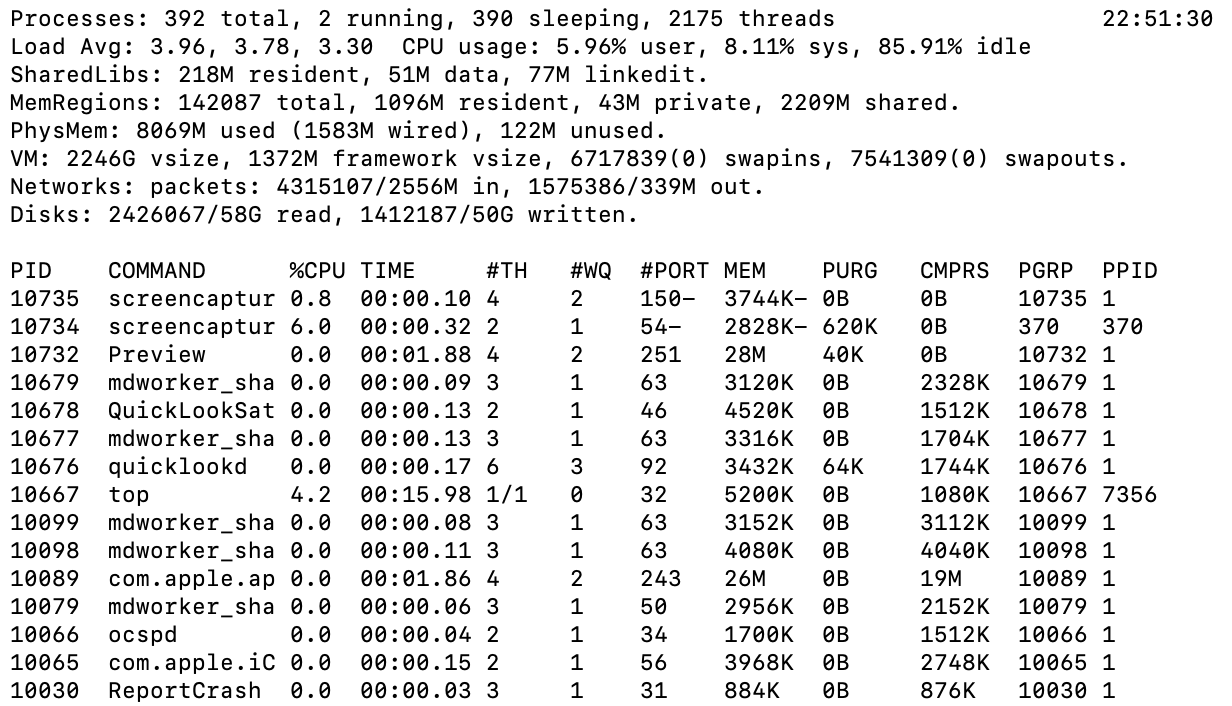 Processes: 392 total, 2 running, 390 sleeping, 2175 threads 22:51:30
Load Avg: 3.96, 3.78, 3.30 CPU usage: 5.96% user, 8.11% sys, 85.91% idle
SharedLibs: 218M resident, 51M data, 77M linkedit.
MemRegions: 142087 total, 1096M resident, 43M private, 2209M shared.
PhysMem: 8069M used (1583M wired), 122M unused.
VM: 2246G vsize, 1372M framework vsize, 6717839(0) swapins, 7541309(0) swapouts.
Networks: packets: 4315107/2556M in, 1575386/339M out.
Disks: 2426067/58G read, 1412187/50G written.
PID COMMAND %CPU TIME #TH #WQ #PORT MEM PURG CMPRS PGRP PPID
10735 screencaptur 0.8 00:00.10 4 2 150- 3744K- 0B 0B 10735 1
10734 screencaptur 6.0 00:00.32 2 1 54- 2828K- 620K 0B 370 370
10732 Preview 0.0 00:01.88 4 2 251 28M 40K 0B 10732 1
10679 mdworker_sha 0.0 00:00.09 3 1 63 3120K 0B 2328K 10679 1
10678 QuickLookSat 0.0 00:00.13 2 1 46 4520K 0B 1512K 10678 1
10677 mdworker_sha 0.0 00:00.13 3 1 63 3316K 0B 1704K 10677 1
10676 quicklookd 0.0 00:00.17 6 3 92 3432K 64K 1744K 10676 1
10667 top 4.2 00:15.98 1/1 0 32 5200K 0B 1080K 10667 7356
10099 mdworker_sha 0.0 00:00.08 3 1 63 3152K 0B 3112K 10099 1
10098 mdworker_sha 0.0 00:00.11 3 1 63 4080K 0B 4040K 10098 1
10089 com.apple.ap 0.0 00:01.86 4 2 243 26M 0B 19M 10089 1
10079 mdworker_sha 0.0 00:00.06 3 1 50 2956K 0B 2152K 10079 1
10066 ocspd 0.0 00:00.04 2 1 34 1700K 0B 1512K 10066 1
10065 com.apple.iC 0.0 00:00.15 2 1 56 3968K 0B 2748K 10065 1
10030 ReportCrash 0.0 00:00.03 3 1 31 884K 0B 876K 10030 1